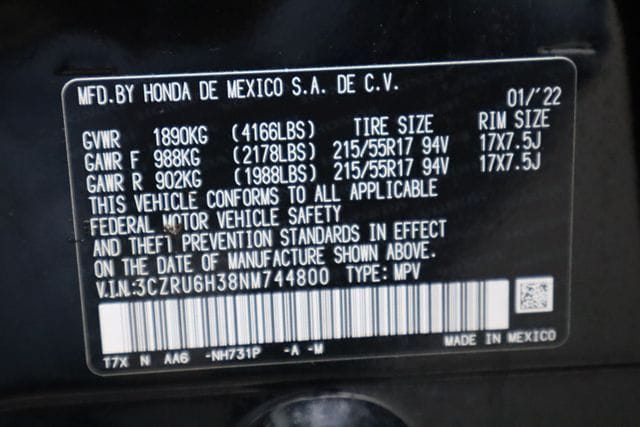 MFD.BY HONDA DE MEXICO S.A. DE C.V.
01/'22
GVWR 1890KG (4166LBS) TIRE SIZE RIM SIZE
GAWR F 988KG (2178LBS) 215/55R17 94V 17X7.5J
GAWR R 902KG (1988LBS) 215/55R17 94V 17X7.5J
THIS VEHICLE CONFORMS TO ALL APPLICABLE
FEDERAL MOTOR VEHICLE SAFETY
AND THEFT PREVENTION STANDARDS IN EFFECT
ON THE DATE OF MANUFACTURE SHOWN ABOVE.
V.I.N.:3CZRU6H38NM744800 TYPE: MPV
17X N AA6 -NH731P -A -M MADE IN MEXICO